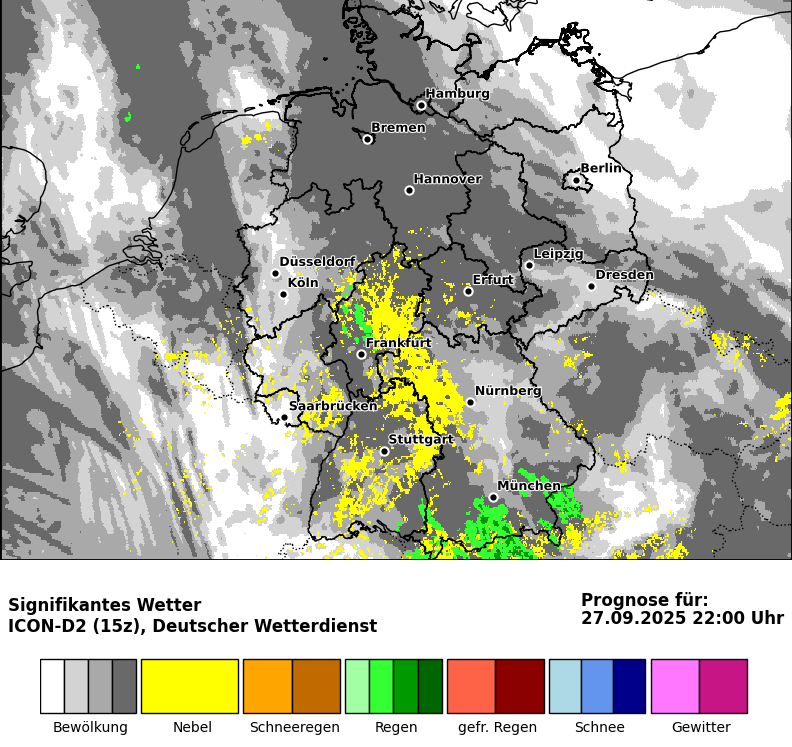 Hamburg
Bremen
Berlin
Hannover
Leipzig
Düsseldorf
Dresden
Erfurt
Köln
Frankfurt
Nürnberg
Saarbrücken
Stuttgart
München
Signifikantes Wetter
ICON-D2 (15z), Deutscher Wetterdienst
Prognose für:
27.09.2025 22:00 Uhr
Bewölkung
Nebel
Schneeregen
Regen
gefr. Regen
Schnee
Gewitter